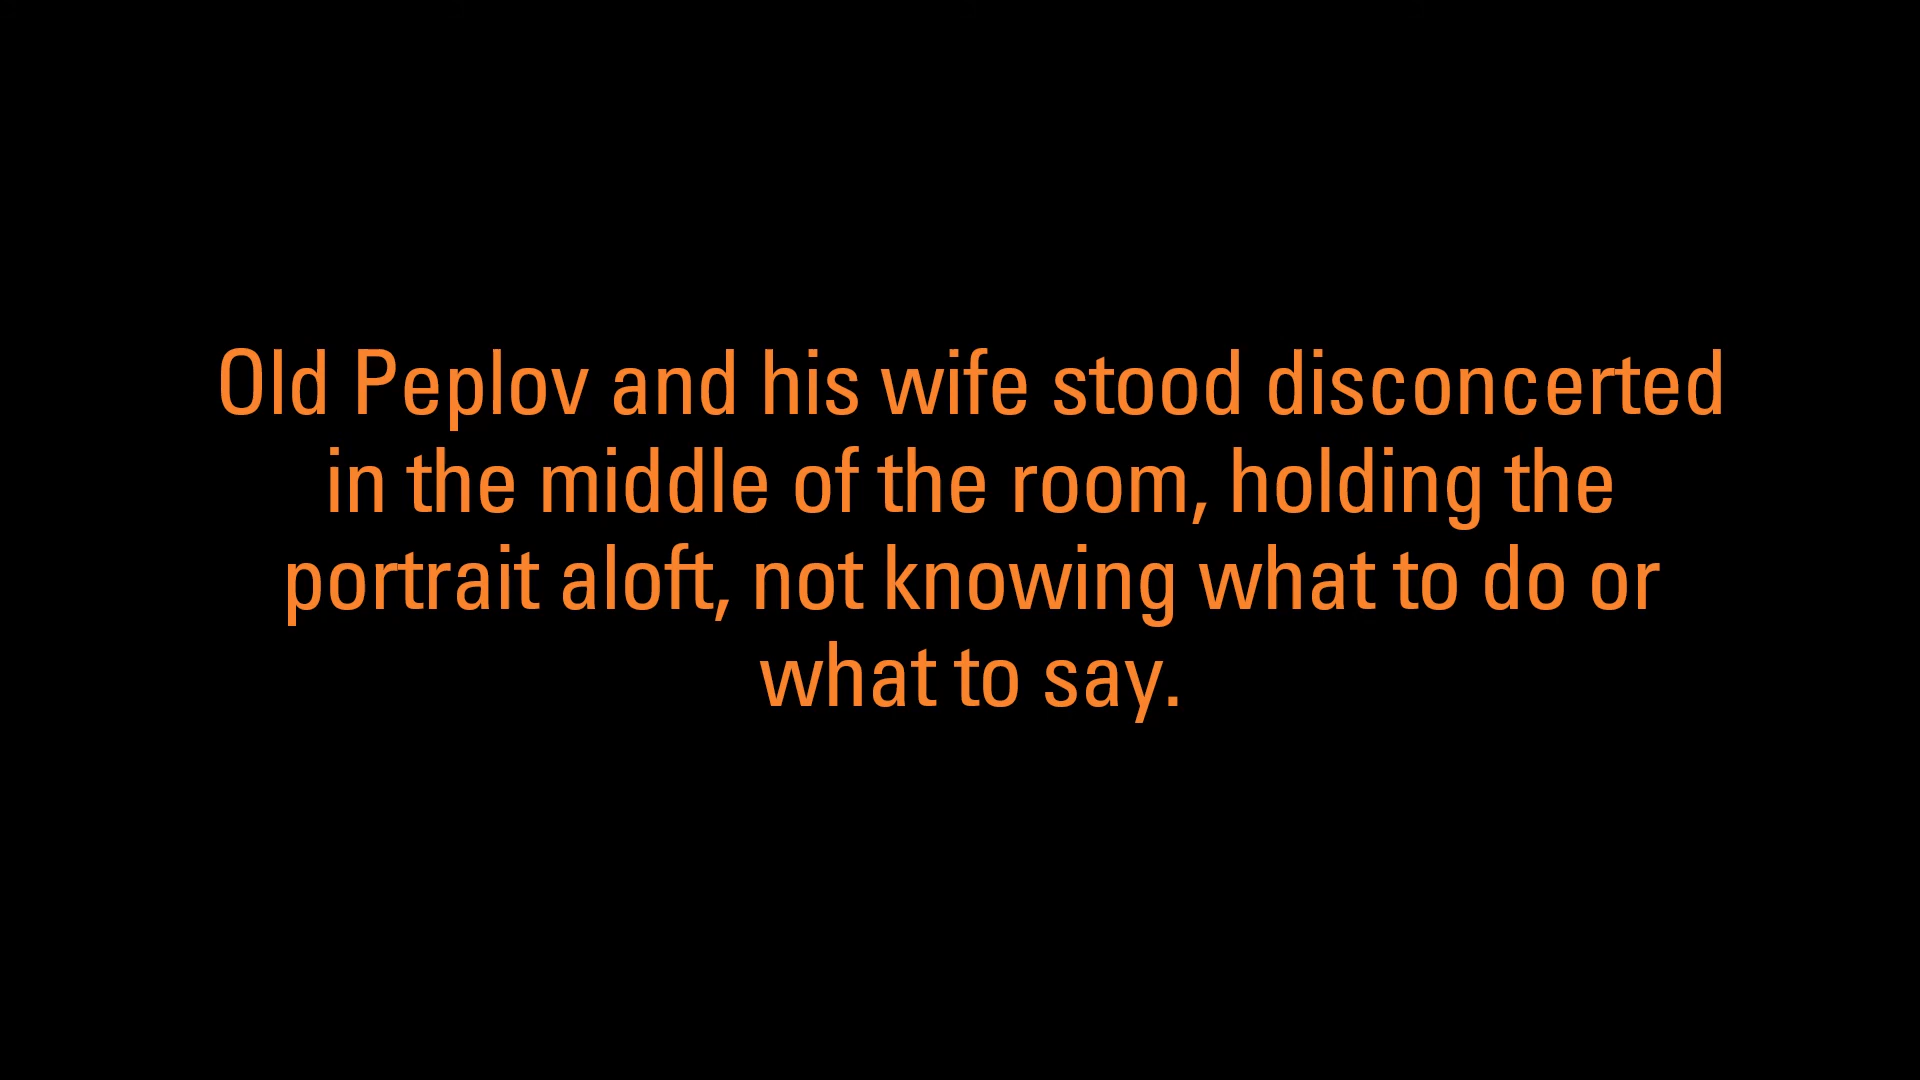 Old Peplov and his wife stood disconcerted
in the middle of the room, holding the
portrait aloft, not knowing what to do or
what to say.